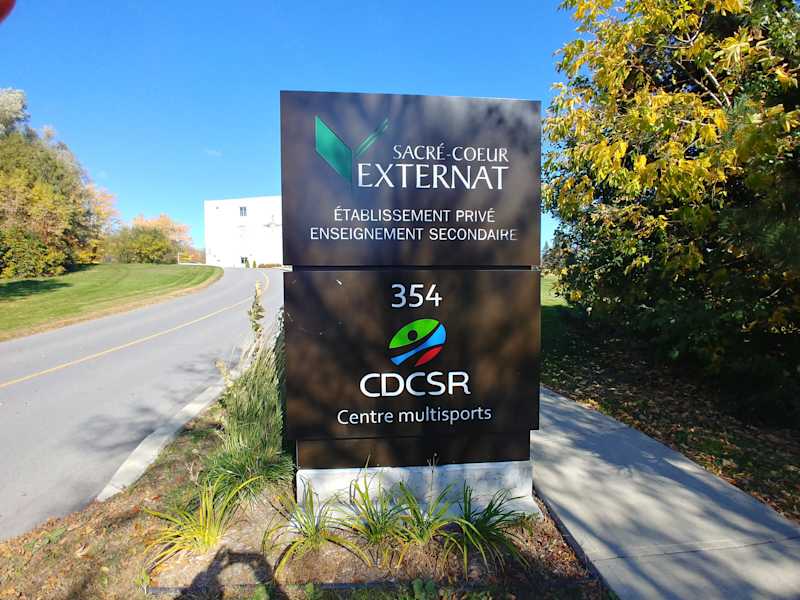 SACRÉ-COEUR
EXTERNAT
ÉTABLISSEMENT PRIVÉ
ENSEIGNEMENT SECONDAIRE
354
CDCSR
Centre multisports